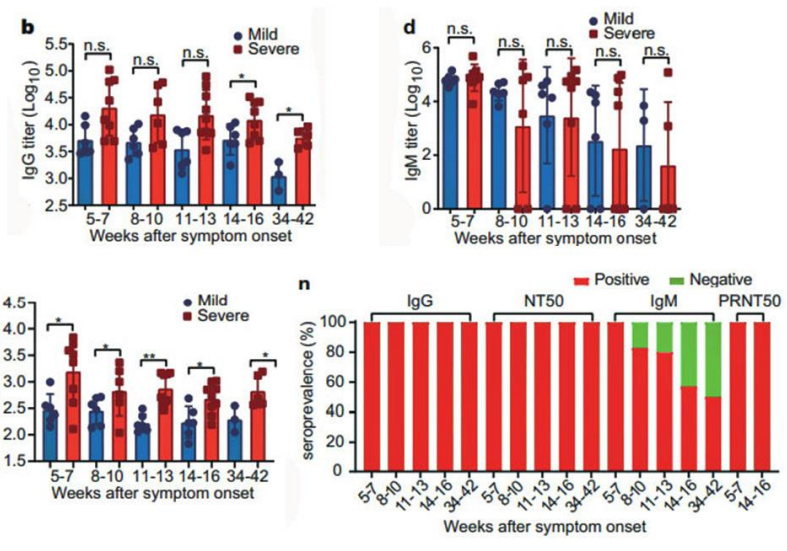 b
Mild
Severe
n.s.
n.s.
n.s.
*
*
IgG titer (Log10)
5.5
5.0
4.5
4.0
3.5
3.0
2.5
5-7
8-10
11-13
14-16
34-42
Weeks after symptom onset
d
Mild
Severe
n.s.
n.s.
n.s.
n.s.
n.s.
IgM titer (Log10)
6
4
2
0
5-7
8-10
11-13
14-16
34-42
Weeks after symptom onset
Mild
Severe
*
*
**
*
*
4.5
4.0
3.5
3.0
2.5
2.0
1.5
5-7
8-10
11-13
14-16
34-42
Weeks after symptom onset
n
Positive
Negative
IgG
NT50
IgM
PRNT50
seroprevalence (%)
100
80
60
40
20
0
5-7
8-10
11-13
14-16
34-42
5-7
8-10
11-13
14-16
34-42
5-7
8-10
11-13
14-16
34-42
5-7
14-16
Weeks after symptom onset